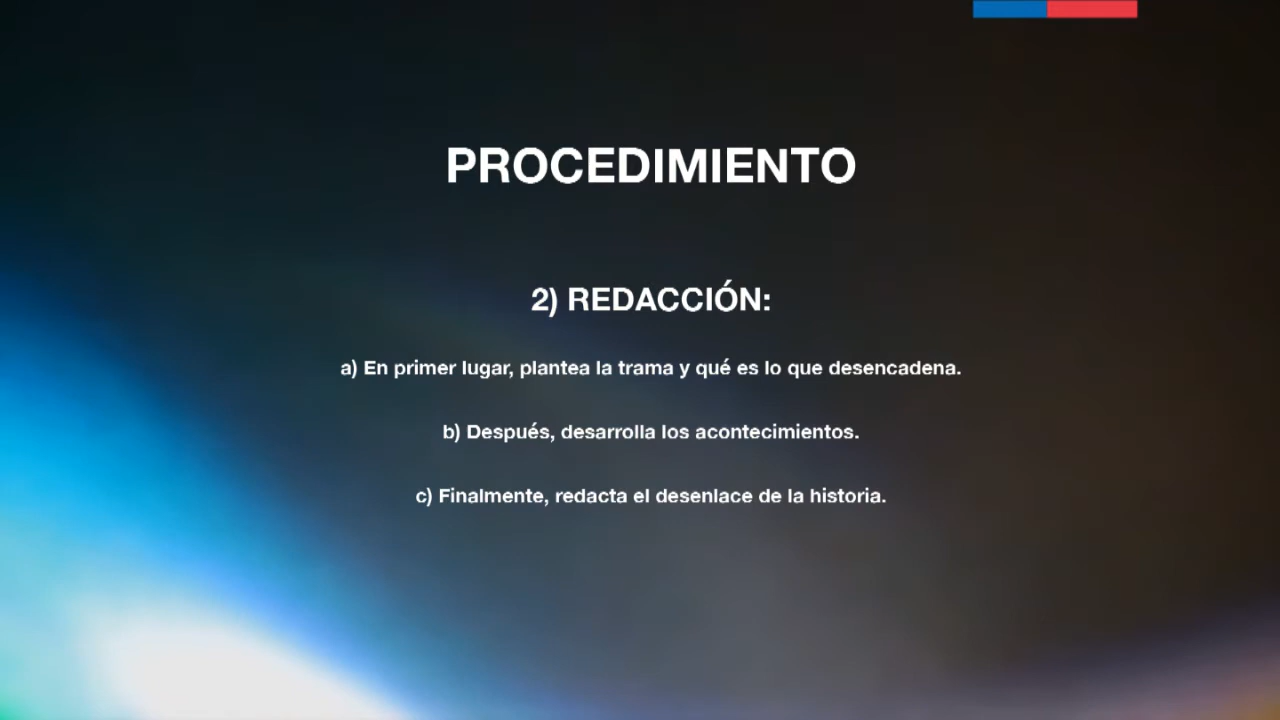 PROCEDIMIENTO
2) REDACCIÓN:
a) En primer lugar, plantea la trama y qué es lo que desencadena.
b) Después, desarrolla los acontecimientos.
c) Finalmente, redacta el desenlace de la historia.